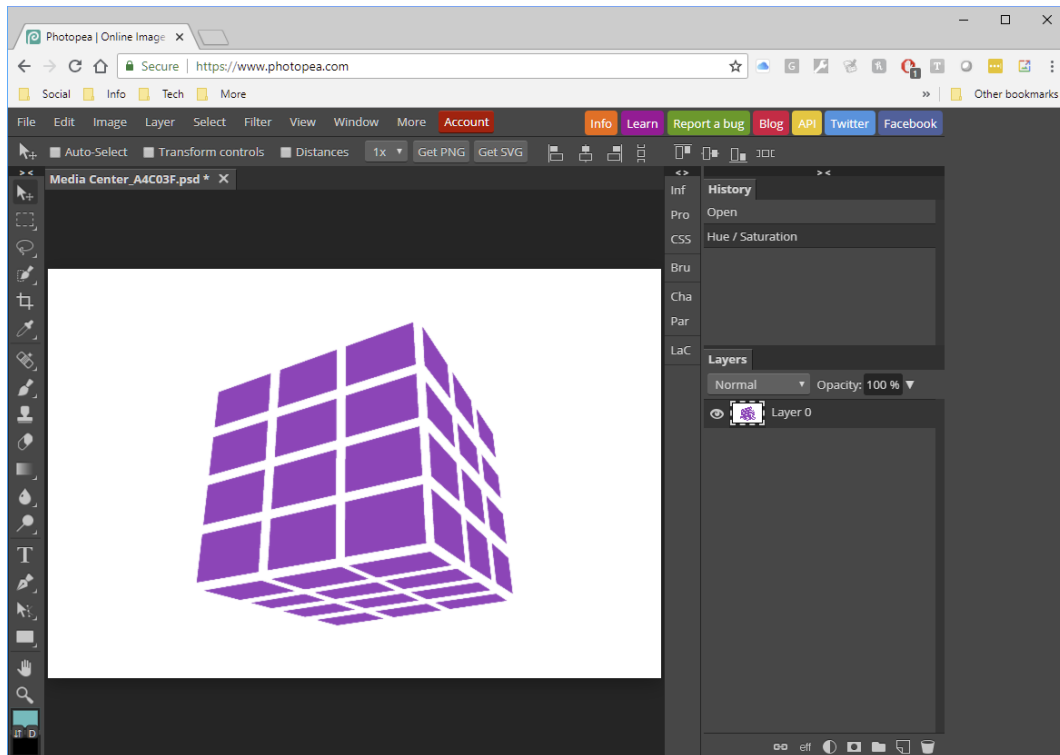 Photopea | Online Image
Secure | https://www.photopea.com
Social Info Tech More » Other bookmarks
File Edit Image Layer Select Filter View Window More Account Info Learn Report a bug Blog API Twitter Facebook
Auto-Select Transform controls Distances 1x Get PNG Get SVG
Media Center_A4C03F.psd *
Inf
Pro
CSS
Bru
Cha
Par
LaC
History
Open
Hue / Saturation
Layers
Normal Opacity: 100 %
Layer 0
eff
T
D